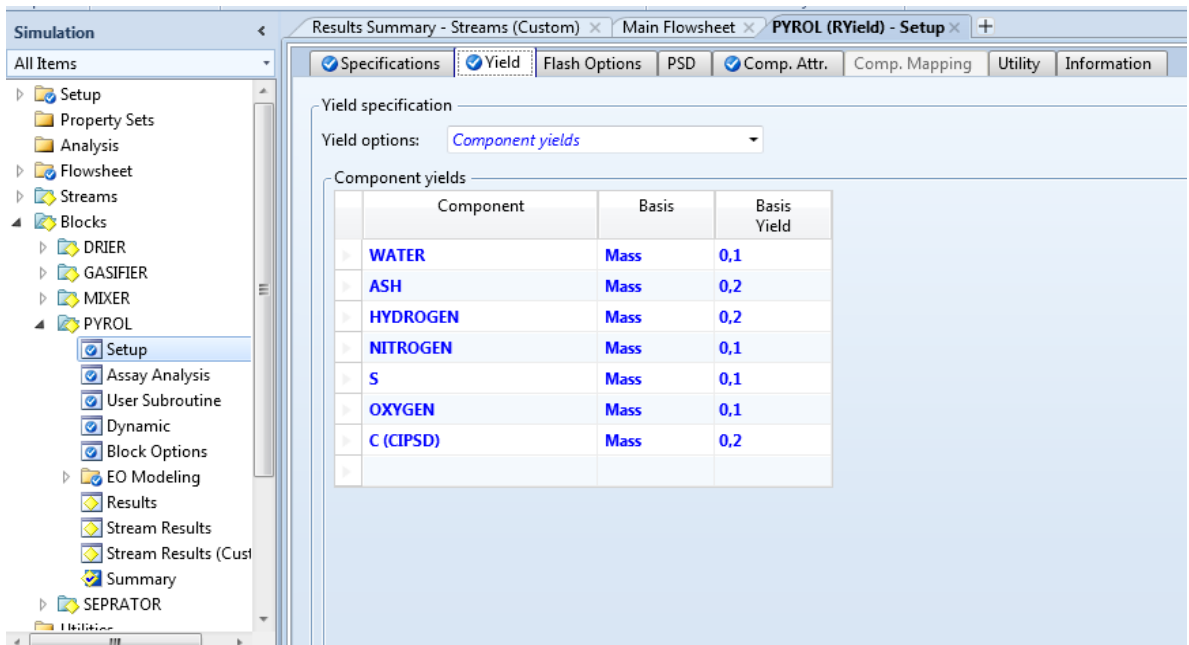 Simulation
All Items
Setup
Property Sets
Analysis
Flowsheet
Streams
Blocks
DRIER
GASIFIER
MIXER
PYROL
Setup
Assay Analysis
User Subroutine
Dynamic
Block Options
EO Modeling
Results
Stream Results
Stream Results (Cust
Summary
SEPRATOR
Utilities
Results Summary - Streams (Custom) Main Flowsheet PYROL (RYield) - Setup
Specifications Yield Flash Options PSD Comp. Attr. Comp. Mapping Utility Information
Yield specification
Yield options: Component yields
Component yields
Component Basis Basis
Yield
WATER Mass 0,1
ASH Mass 0,2
HYDROGEN Mass 0,2
NITROGEN Mass 0,1
S Mass 0,1
OXYGEN Mass 0,1
C (CIPSD) Mass 0,2